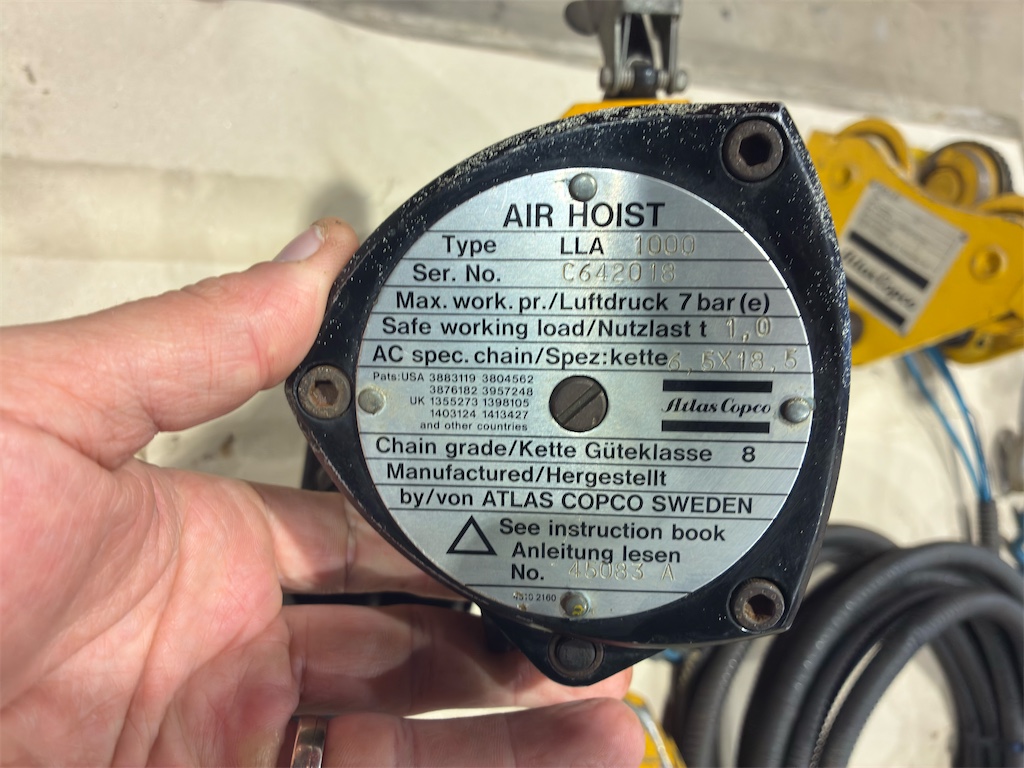 AIR HOIST
Type LLA 1000
Ser. No. C642018
Max. work. pr./Luftdruck 7 bar (e)
Safe working load/Nutzlast t 1,0
AC spec. chain/Spez:kette 6,5X18,5
Pats: USA 3883119 3804562
3876182 3957248
UK 1355273 1398105
1403124 1413427
and other countries
Atlas Copco
Chain grade/Kette Güteklasse 8
Manufactured/Hergestellt
by/von ATLAS COPCO SWEDEN
See instruction book
Anleitung lesen
No. 45083 A
2160
Atlas Copco